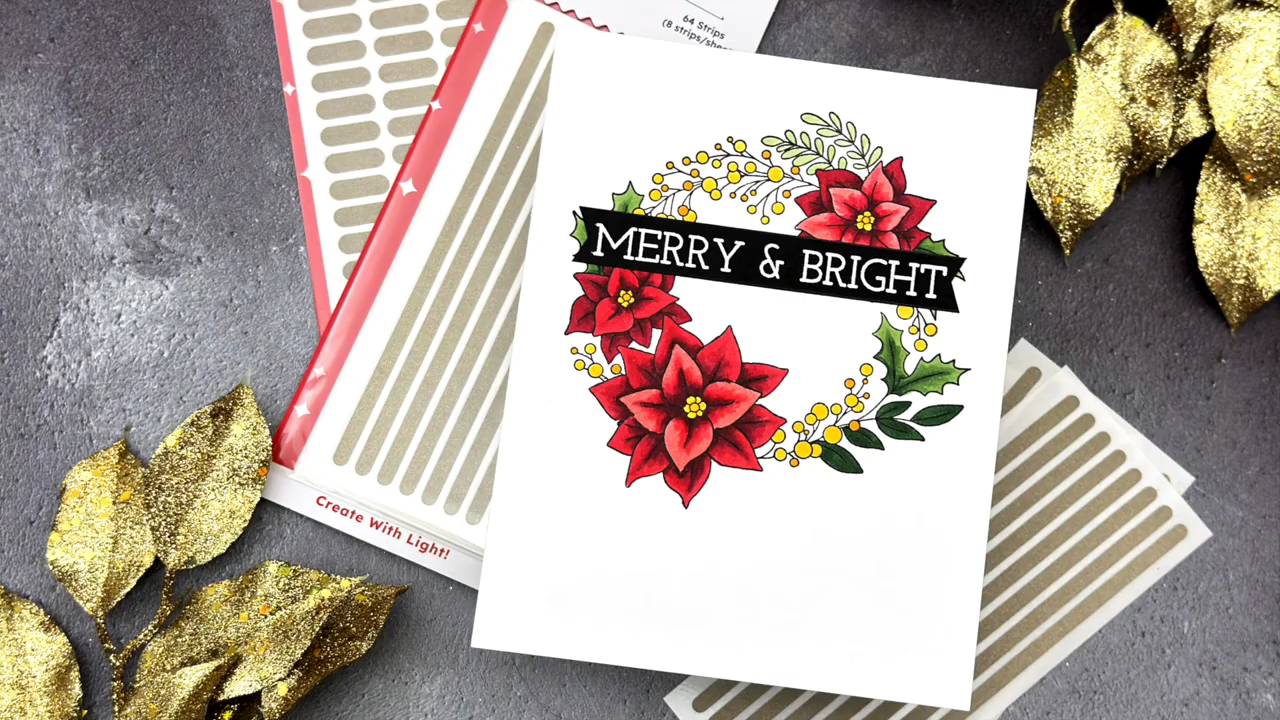 64 Strips
(8 strips/sheet
MERRY & BRIGHT
Create With Light!